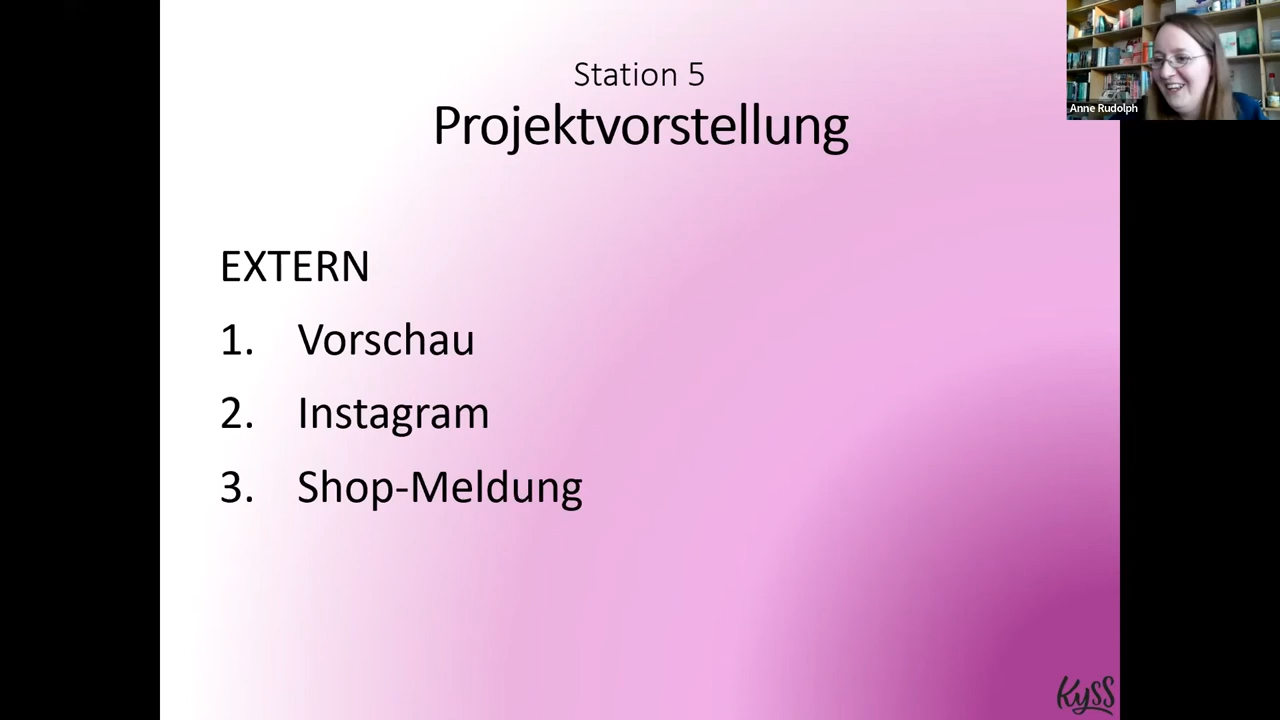 Station 5
Projektvorstellung
Anne Rudolph
EXTERN
1. Vorschau
2. Instagram
3. Shop-Meldung
KYSS